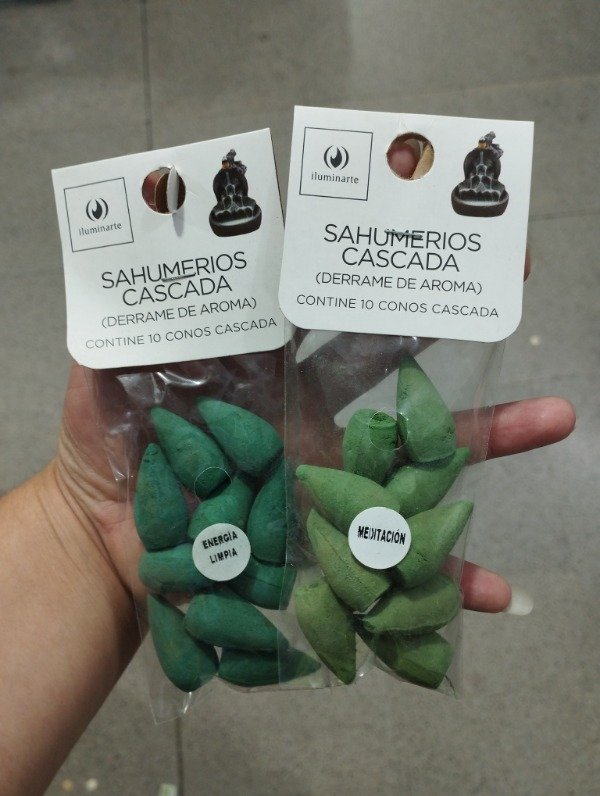 iluminarte
SAHUMERIOS
CASCADA
(DERRAME DE AROMA)
CONTINE 10 CONOS CASCADA
ENERGÍA
LIMPIA
iluminarte
SAHUMERIOS
CASCADA
(DERRAME DE AROMA)
CONTINE 10 CONOS CASCADA
MEDITACIÓN